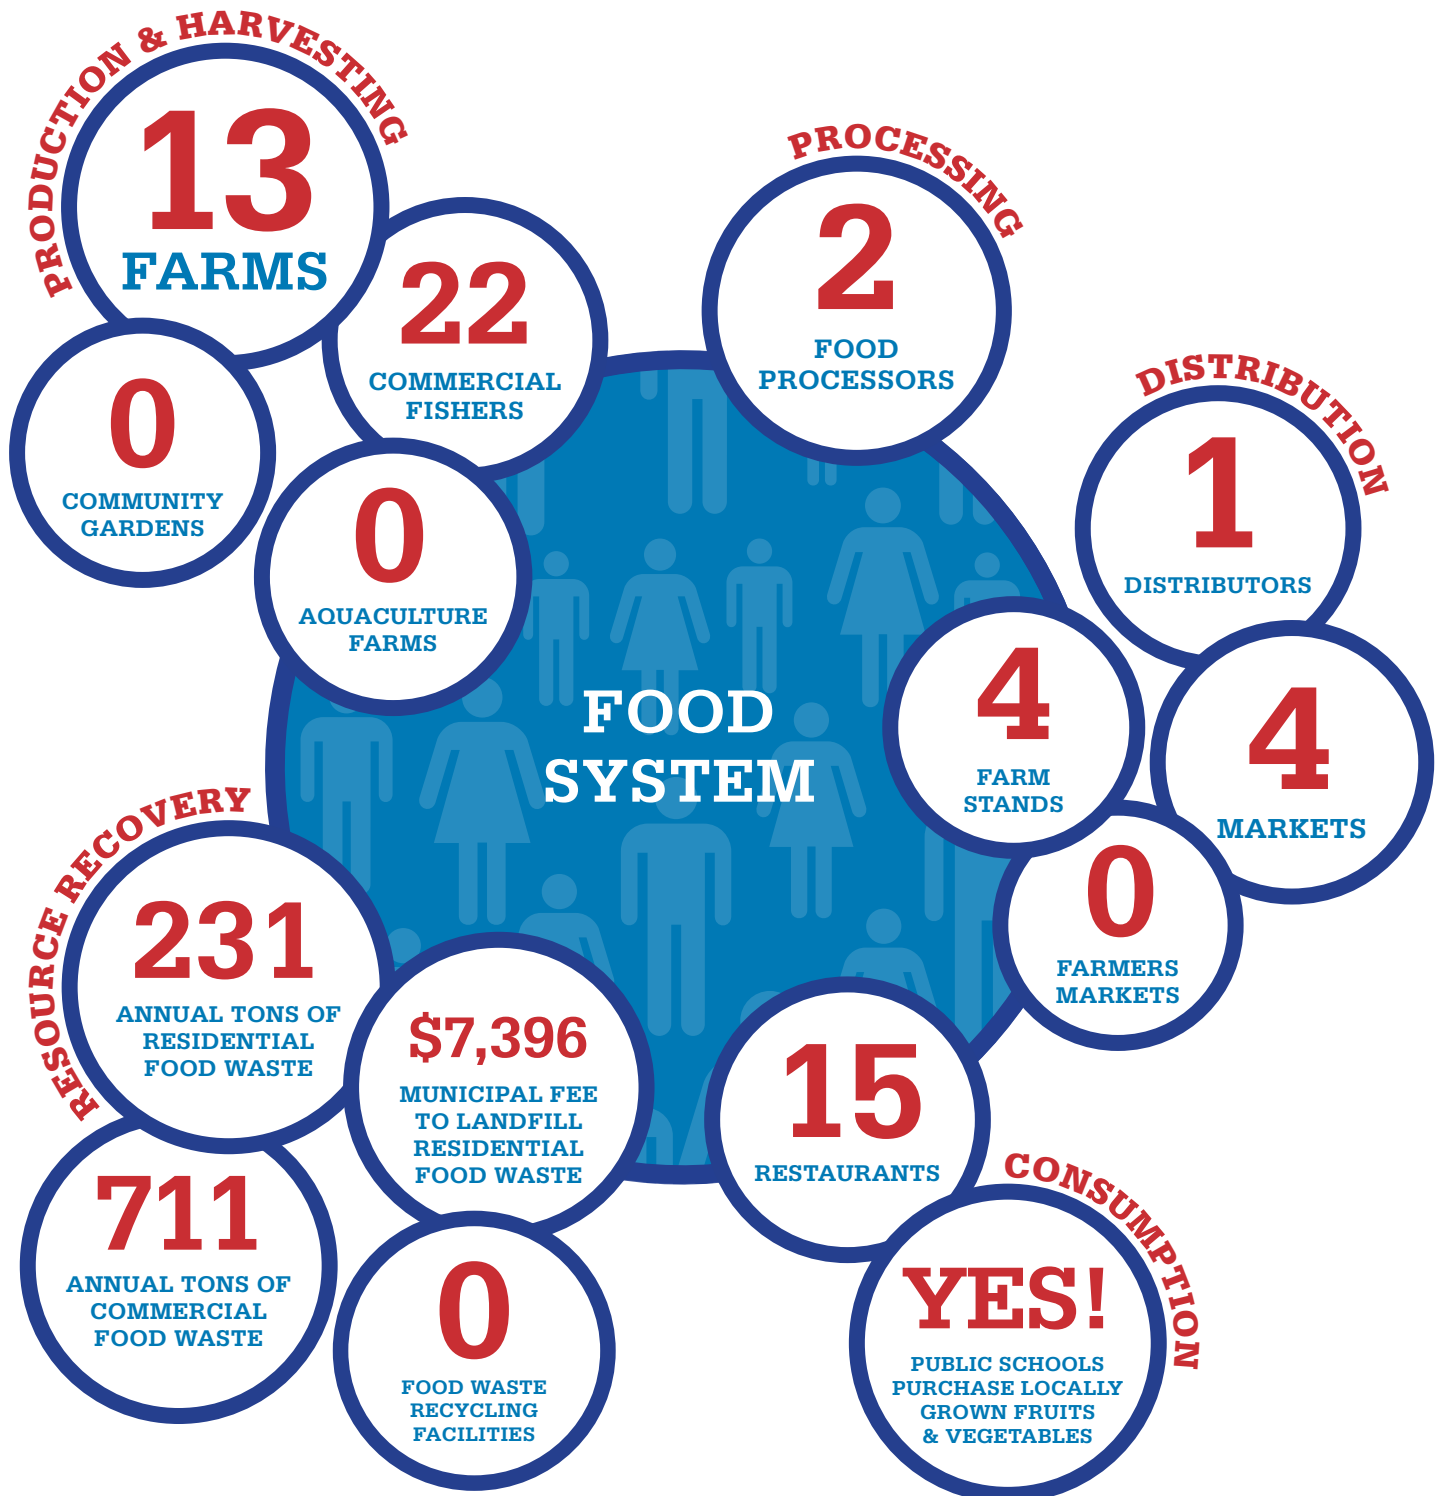 PRODUCTION & HARVESTING
13
FARMS
22
COMMERCIAL
FISHERS
0
COMMUNITY
GARDENS
0
AQUACULTURE
FARMS
PROCESSING
2
FOOD
PROCESSORS
DISTRIBUTION
1
DISTRIBUTORS
4
FARM
STANDS
4
MARKETS
0
FARMERS
MARKETS
FOOD
SYSTEM
RESOURCE RECOVERY
231
ANNUAL TONS OF
RESIDENTIAL
FOOD WASTE
$7,396
MUNICIPAL FEE
TO LANDFILL
RESIDENTIAL
FOOD WASTE
711
ANNUAL TONS OF
COMMERCIAL
FOOD WASTE
0
FOOD WASTE
RECYCLING
FACILITIES
15
RESTAURANTS
CONSUMPTION
YES!
PUBLIC SCHOOLS
PURCHASE LOCALLY
GROWN FRUITS
& VEGETABLES